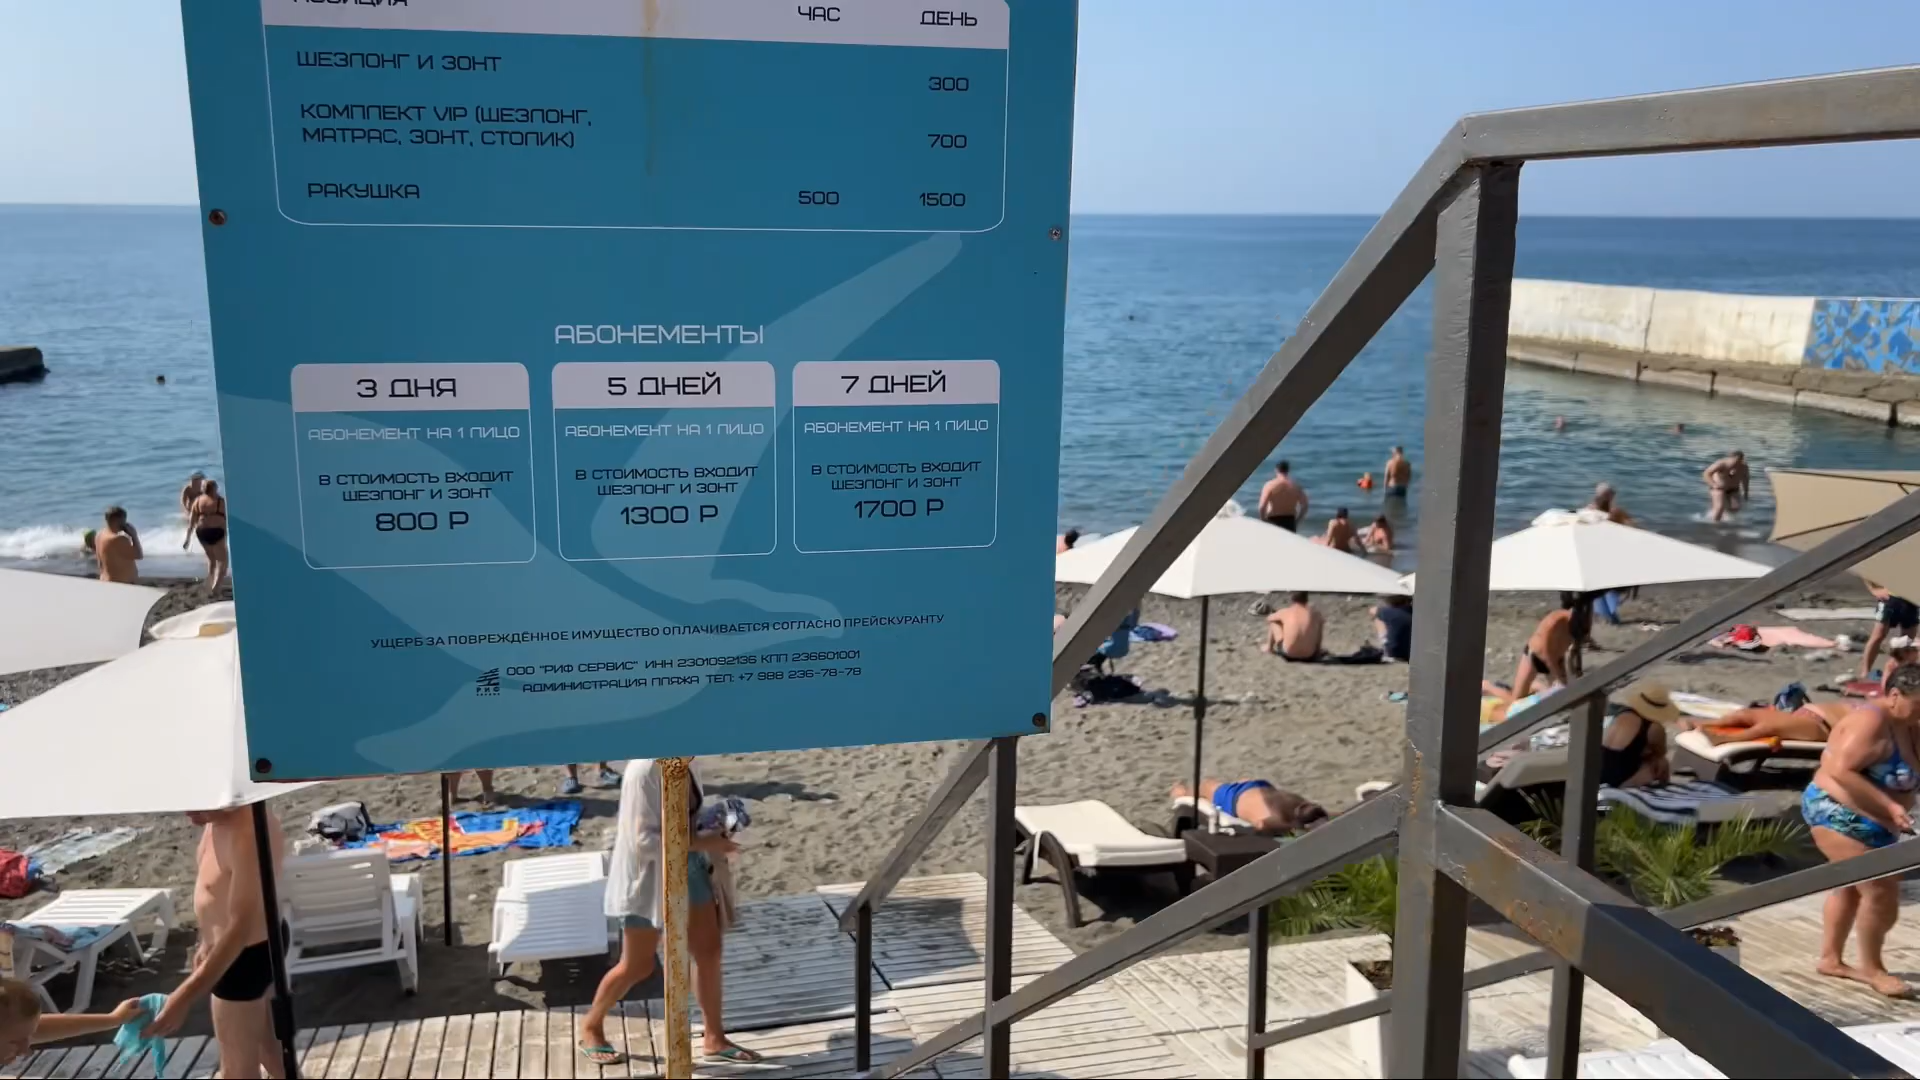 ПОЗИЦИЯ ЧАС ДЕНЬ
ШЕЗЛОНГ И ЗОНТ 300
КОМПЛЕКТ VIP (ШЕЗЛОНГ,
МАТРАС, ЗОНТ, СТОЛИК) 700
РАКУШКА 500 1500
АБОНЕМЕНТЫ
3 ДНЯ
АБОНЕМЕНТ НА 1 ЛИЦО
В СТОИМОСТЬ ВХОДИТ
ШЕЗЛОНГ И ЗОНТ
800 Р
5 ДНЕЙ
АБОНЕМЕНТ НА 1 ЛИЦО
В СТОИМОСТЬ ВХОДИТ
ШЕЗЛОНГ И ЗОНТ
1300 Р
7 ДНЕЙ
АБОНЕМЕНТ НА 1 ЛИЦО
В СТОИМОСТЬ ВХОДИТ
ШЕЗЛОНГ И ЗОНТ
1700 Р
УЩЕРБ ЗА ПОВРЕЖДЁННОЕ ИМУЩЕСТВО ОПЛАЧИВАЕТСЯ СОГЛАСНО ПРЕЙСКУРАНТУ
РИФ
ООО "РИФ СЕРВИС" ИНН 2301092136 КПП 236601001
АДМИНИСТРАЦИЯ ПЛЯЖА ТЕЛ: +7 988 236-78-78